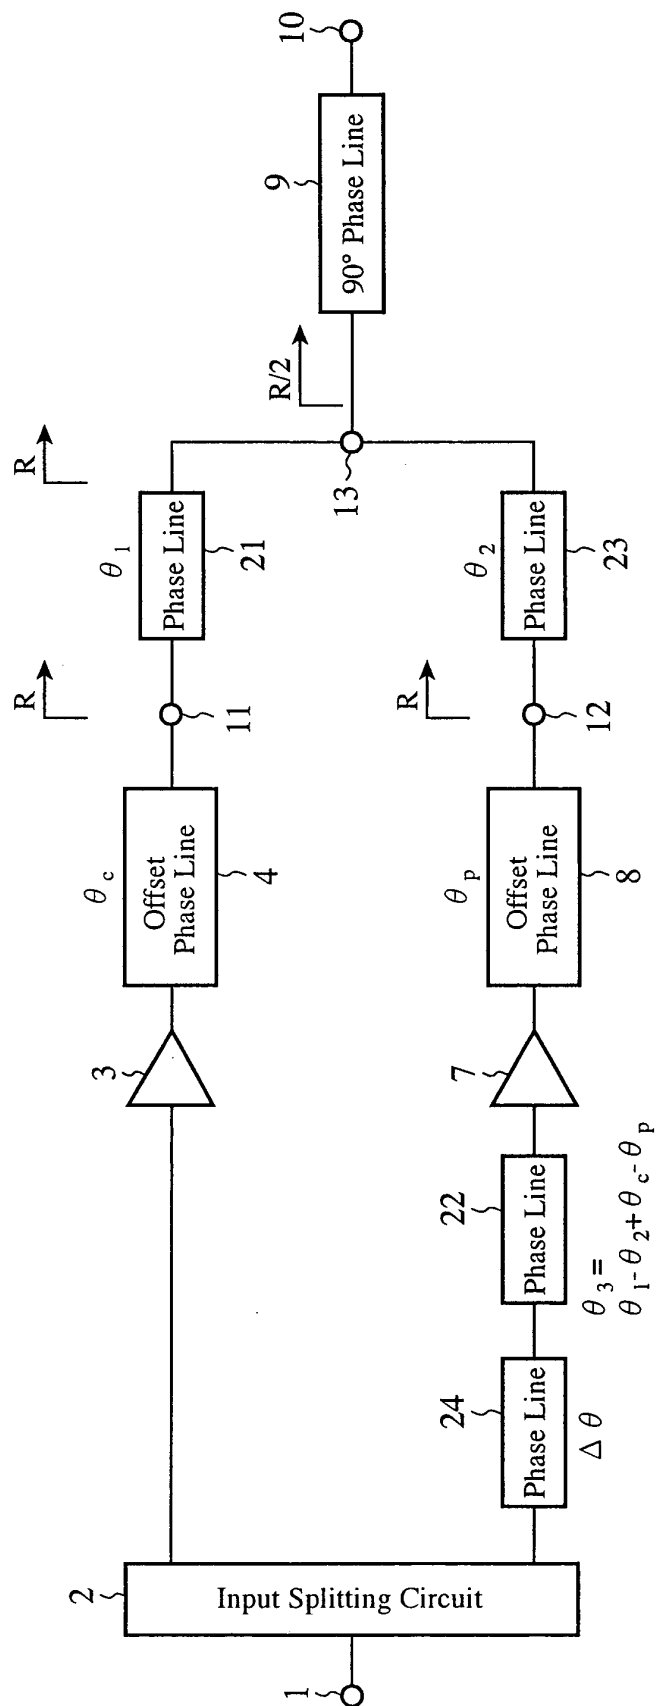 1
2
Input Splitting Circuit
3
θc
Offset
Phase Line
4
R
11
θ1
Phase Line
21
R
24
Phase Line
Δθ
22
Phase Line
θ3=
θ1-θ2+θc-θp
7
θp
Offset
Phase Line
8
R
12
θ2
Phase Line
23
13
R/2
9
90° Phase Line
10